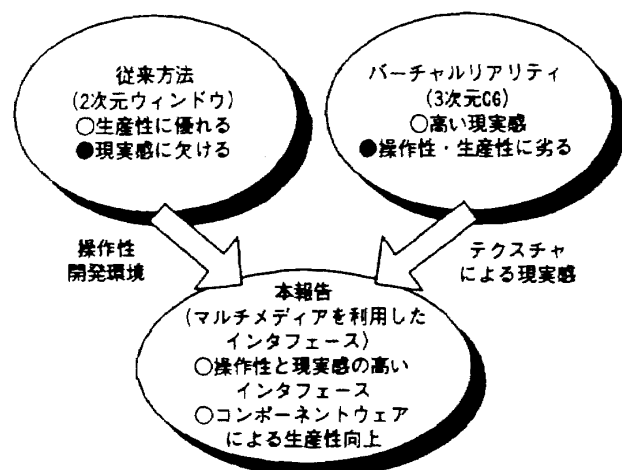 従来方法
(2次元ウィンドウ)
○生産性に優れる
●現実感に欠ける
バーチャルリアリティ
(3次元CG)
○高い現実感
●操作性・生産性に劣る
操作性
開発環境
テクスチャ
による現実感
本報告
(マルチメディアを利用した
インタフェース)
○操作性と現実感の高い
インタフェース
○コンポーネントウェア
による生産性向上